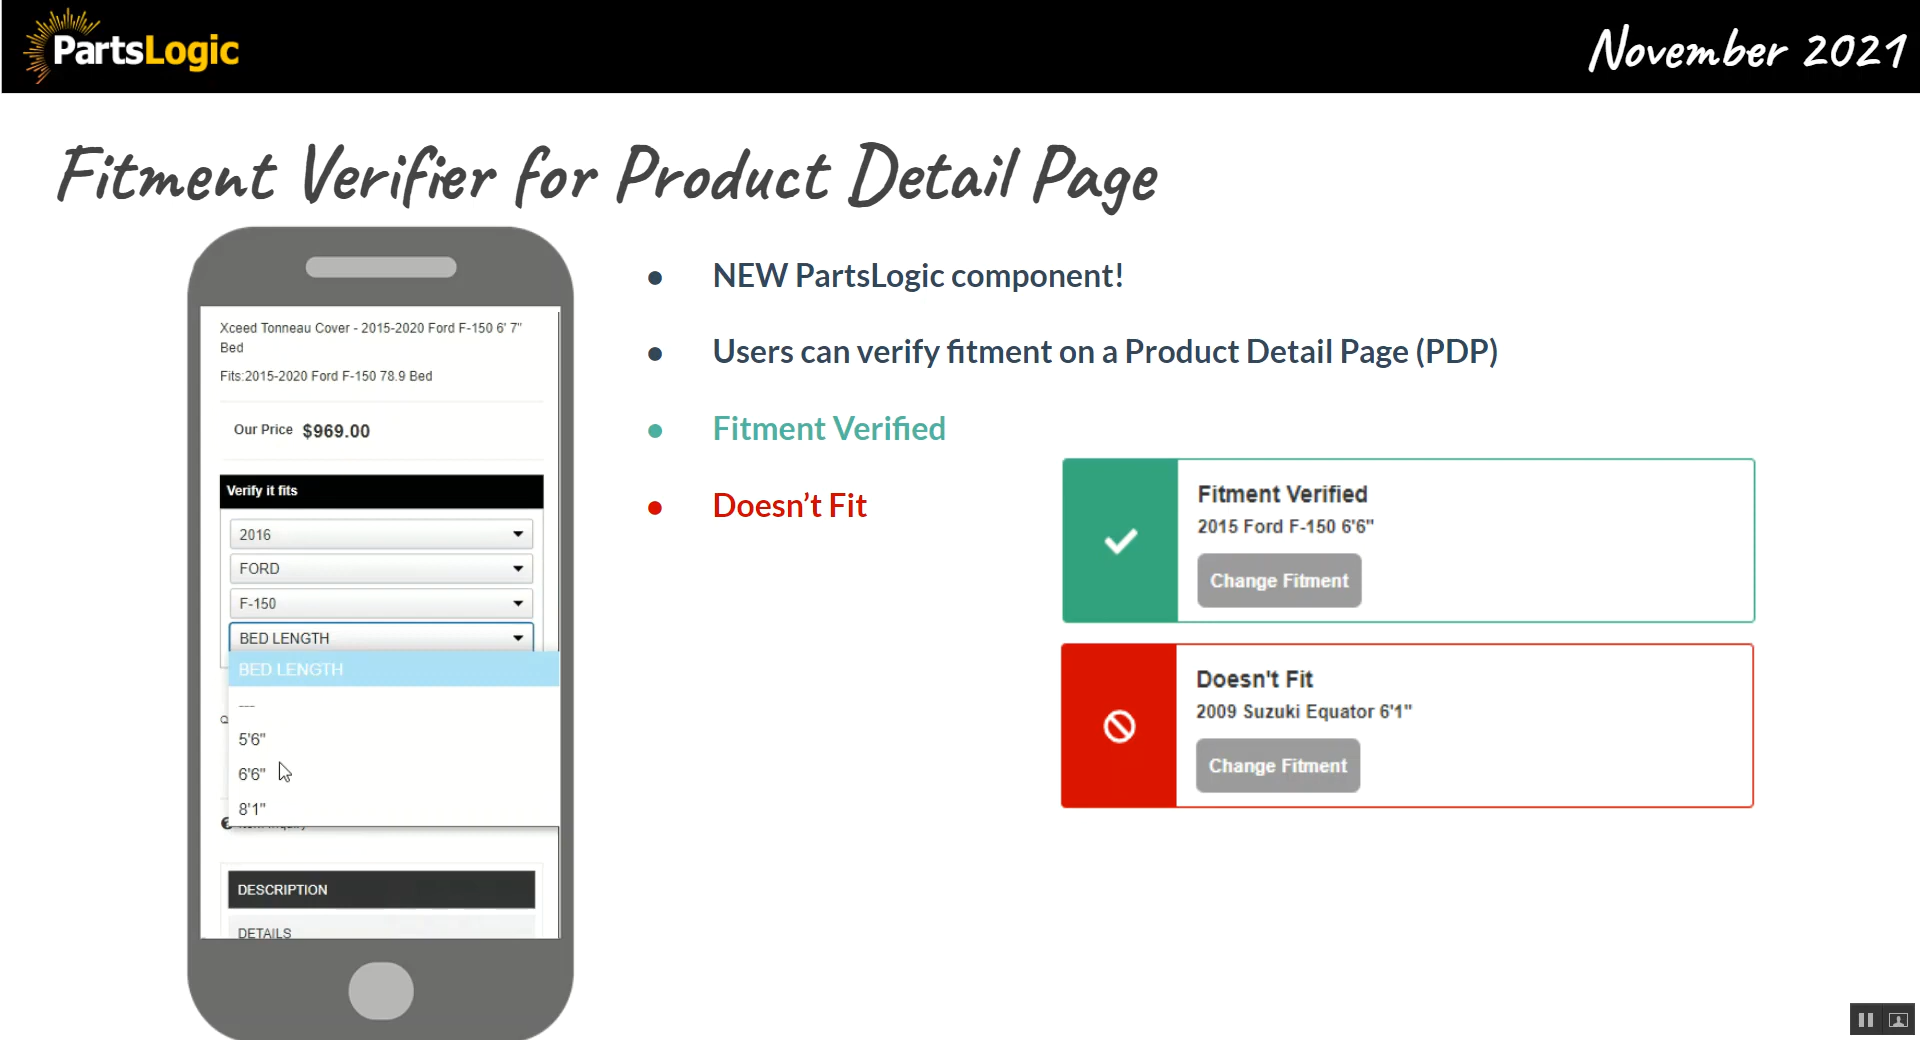 PartsLogic
November 2021
Fitment Verifier for Product Detail Page
Xceed Tonneau Cover - 2015-2020 Ford F-150 6' 7"
Bed
Fits:2015-2020 Ford F-150 78.9 Bed
Our Price $969.00
Verify it fits
2016
FORD
F-150
BED LENGTH
BED LENGTH
---
5'6"
6'6"
8'1"
DESCRIPTION
DETAILS
• NEW PartsLogic component!
• Users can verify fitment on a Product Detail Page (PDP)
• Fitment Verified
• Doesn’t Fit
Fitment Verified
2015 Ford F-150 6'6"
Change Fitment
Doesn't Fit
2009 Suzuki Equator 6'1"
Change Fitment